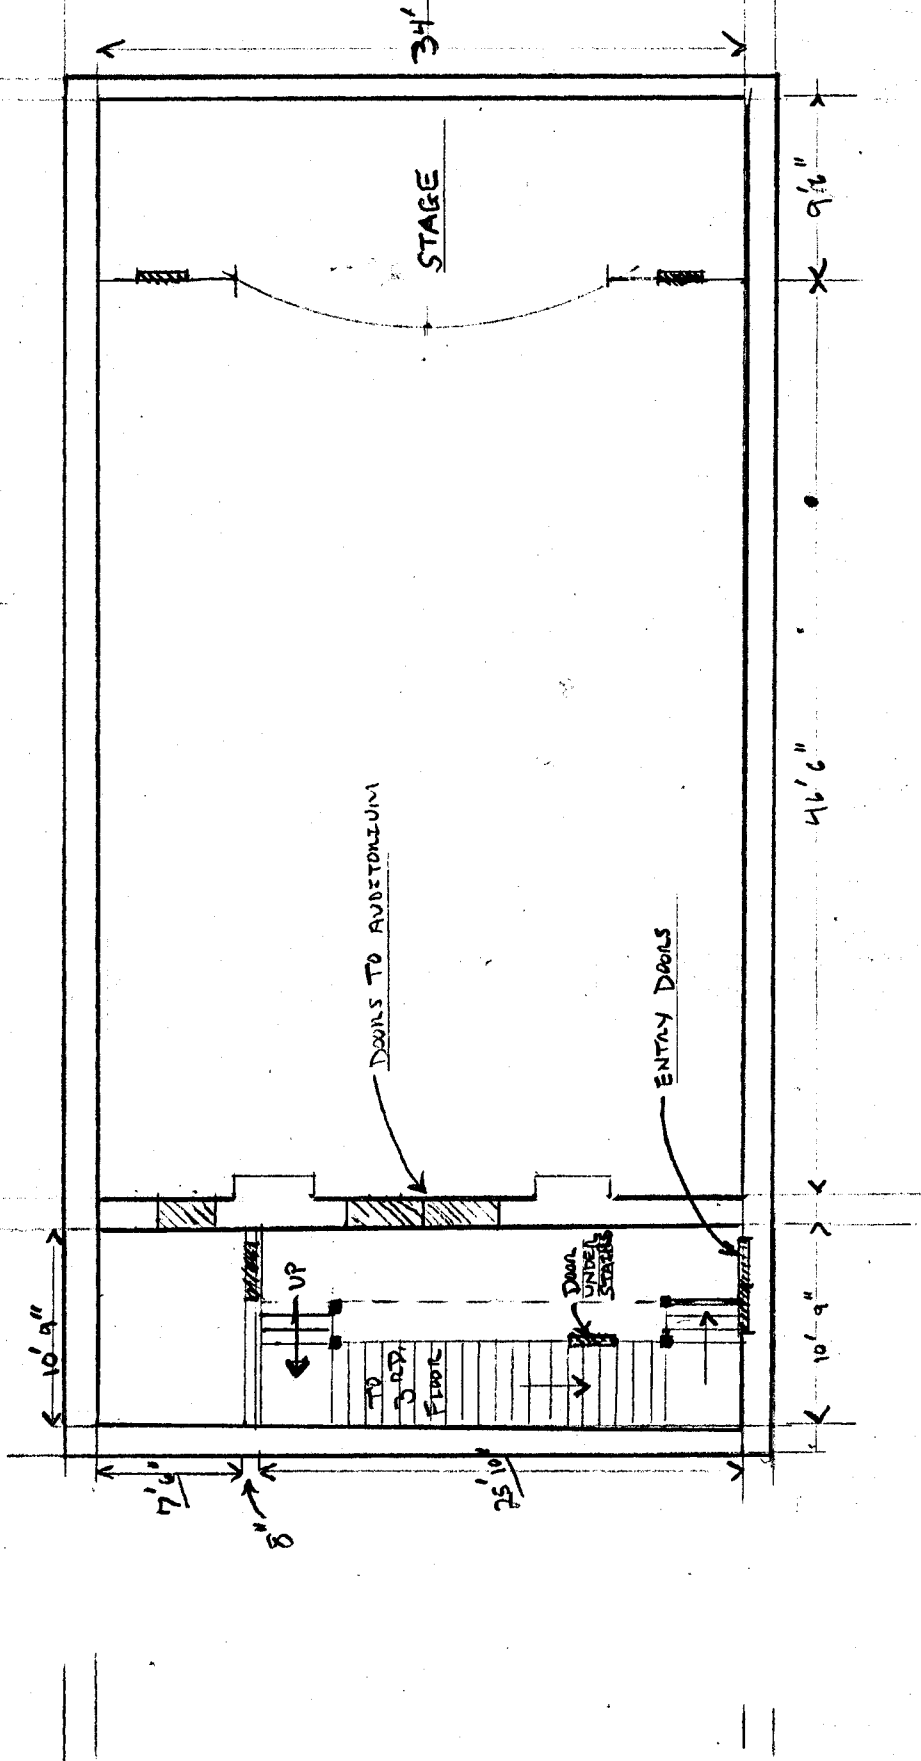 34'
STAGE
9'6"
46'6"
DOORS TO AUDITORIUM
ENTRY DOORS
10'9"
UP
DOOR
UNDER
STAIRS
TO
3RD.
FLOOR
10'9"
7'6"
8"
25'10"